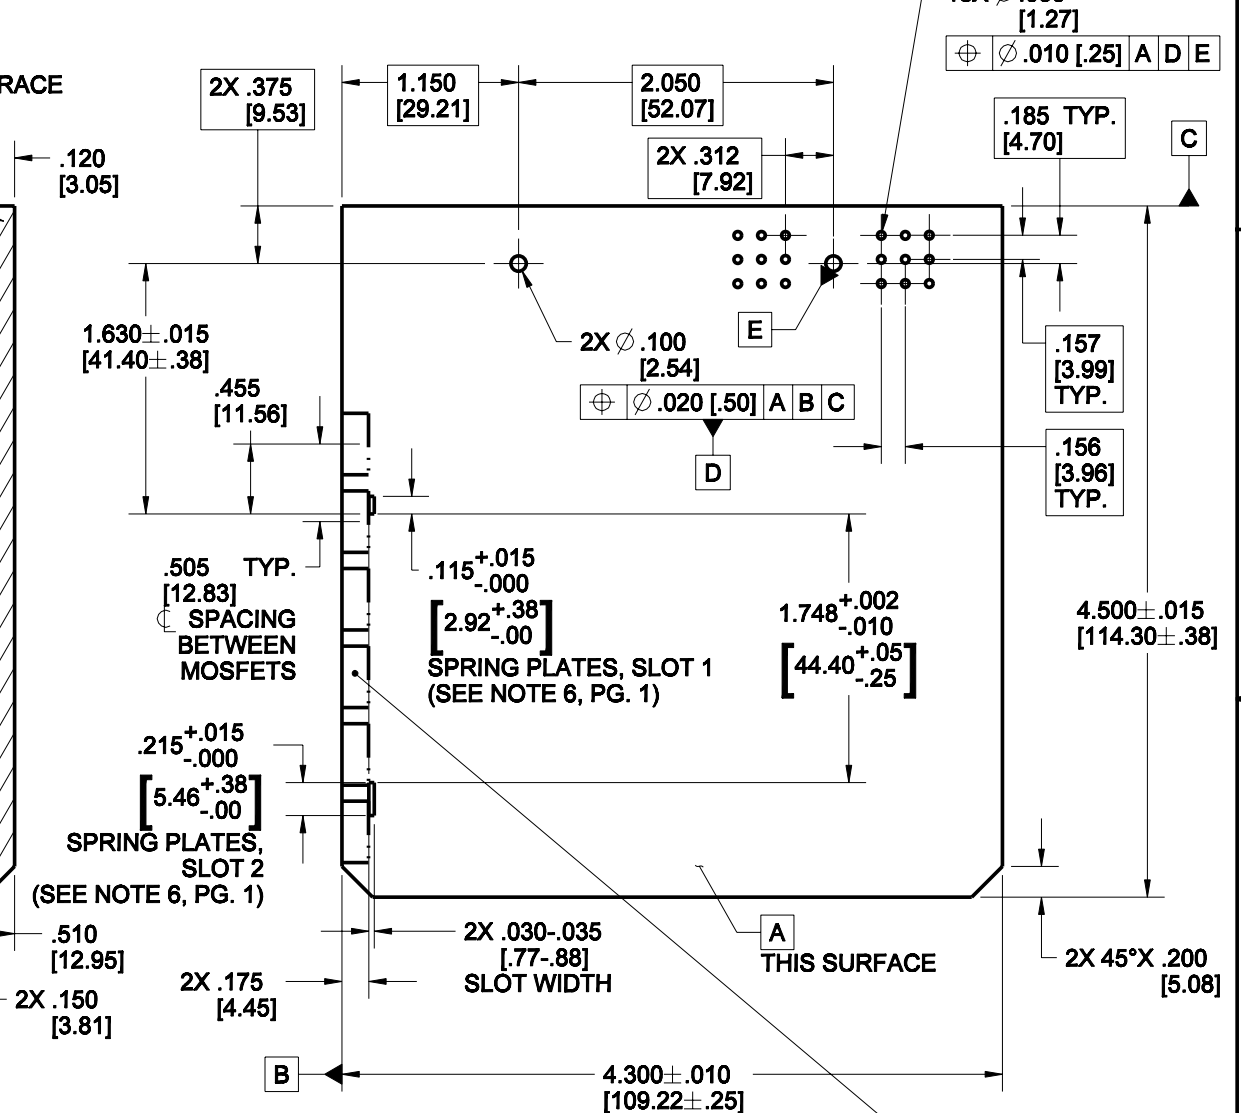 [1.27]
⌖ ∅.010 [.25] A D E
RACE
2X .375
[9.53]
1.150
[29.21]
2.050
[52.07]
.185 TYP.
[4.70]
C
.120
[3.05]
2X .312
[7.92]
1.630±.015
[41.40±.38]
E
2X ∅.100
[2.54]
⌖ ∅.020 [.50] A B C
D
.157
[3.99]
TYP.
.455
[11.56]
.156
[3.96]
TYP.
.505 TYP.
[12.83]
℄ SPACING
BETWEEN
MOSFETS
.115+.015
-.000
[2.92+.38
-.00]
SPRING PLATES, SLOT 1
(SEE NOTE 6, PG. 1)
1.748+.002
-.010
[44.40+.05
-.25]
4.500±.015
[114.30±.38]
.215+.015
-.000
[5.46+.38
-.00]
SPRING PLATES,
SLOT 2
(SEE NOTE 6, PG. 1)
.510
[12.95]
2X .150
[3.81]
2X .175
[4.45]
2X .030-.035
[.77-.88]
SLOT WIDTH
A
THIS SURFACE
2X 45°X .200
[5.08]
B
4.300±.010
[109.22±.25]